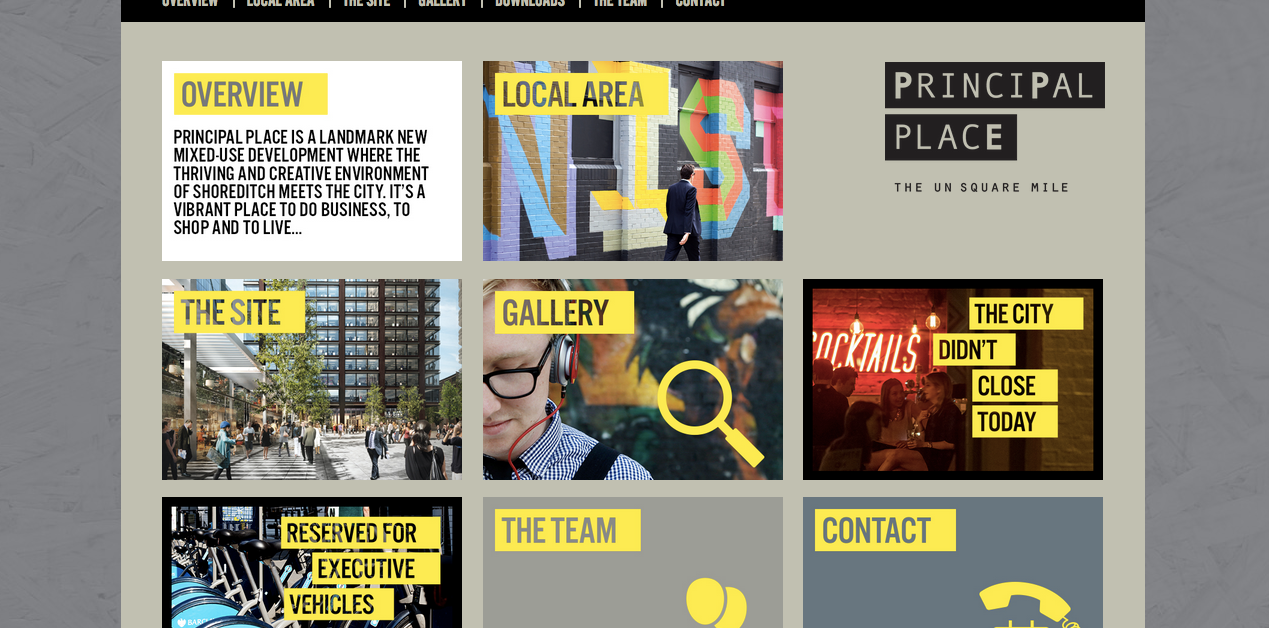 OVERVIEW | LOCAL AREA | THE SITE | GALLERY | DOWNLOADS | THE TEAM | CONTACT
OVERVIEW
PRINCIPAL PLACE IS A LANDMARK NEW
MIXED-USE DEVELOPMENT WHERE THE
THRIVING AND CREATIVE ENVIRONMENT
OF SHOREDITCH MEETS THE CITY. IT'S A
VIBRANT PLACE TO DO BUSINESS, TO
SHOP AND TO LIVE...
LOCAL AREA
PRINCIPAL
PLACE
THE UN SQUARE MILE
THE SITE
GALLERY
COCKTAILS
THE CITY
DIDN'T
CLOSE
TODAY
RESERVED FOR
EXECUTIVE
VEHICLES
THE TEAM
CONTACT